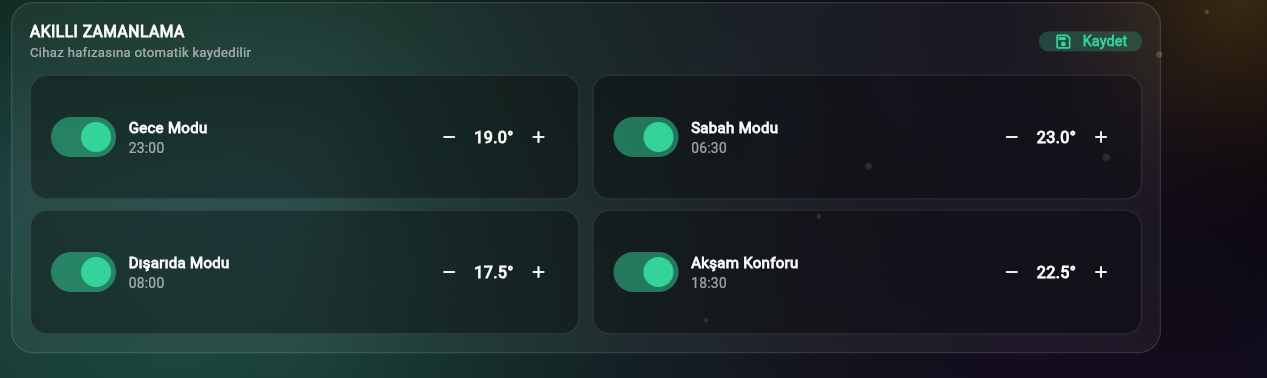 AKILLI ZAMANLAMA
Cihaz hafızasına otomatik kaydedilir
Kaydet
Gece Modu
23:00
− 19.0° +
Sabah Modu
06:30
− 23.0° +
Dışarıda Modu
08:00
− 17.5° +
Akşam Konforu
18:30
− 22.5° +